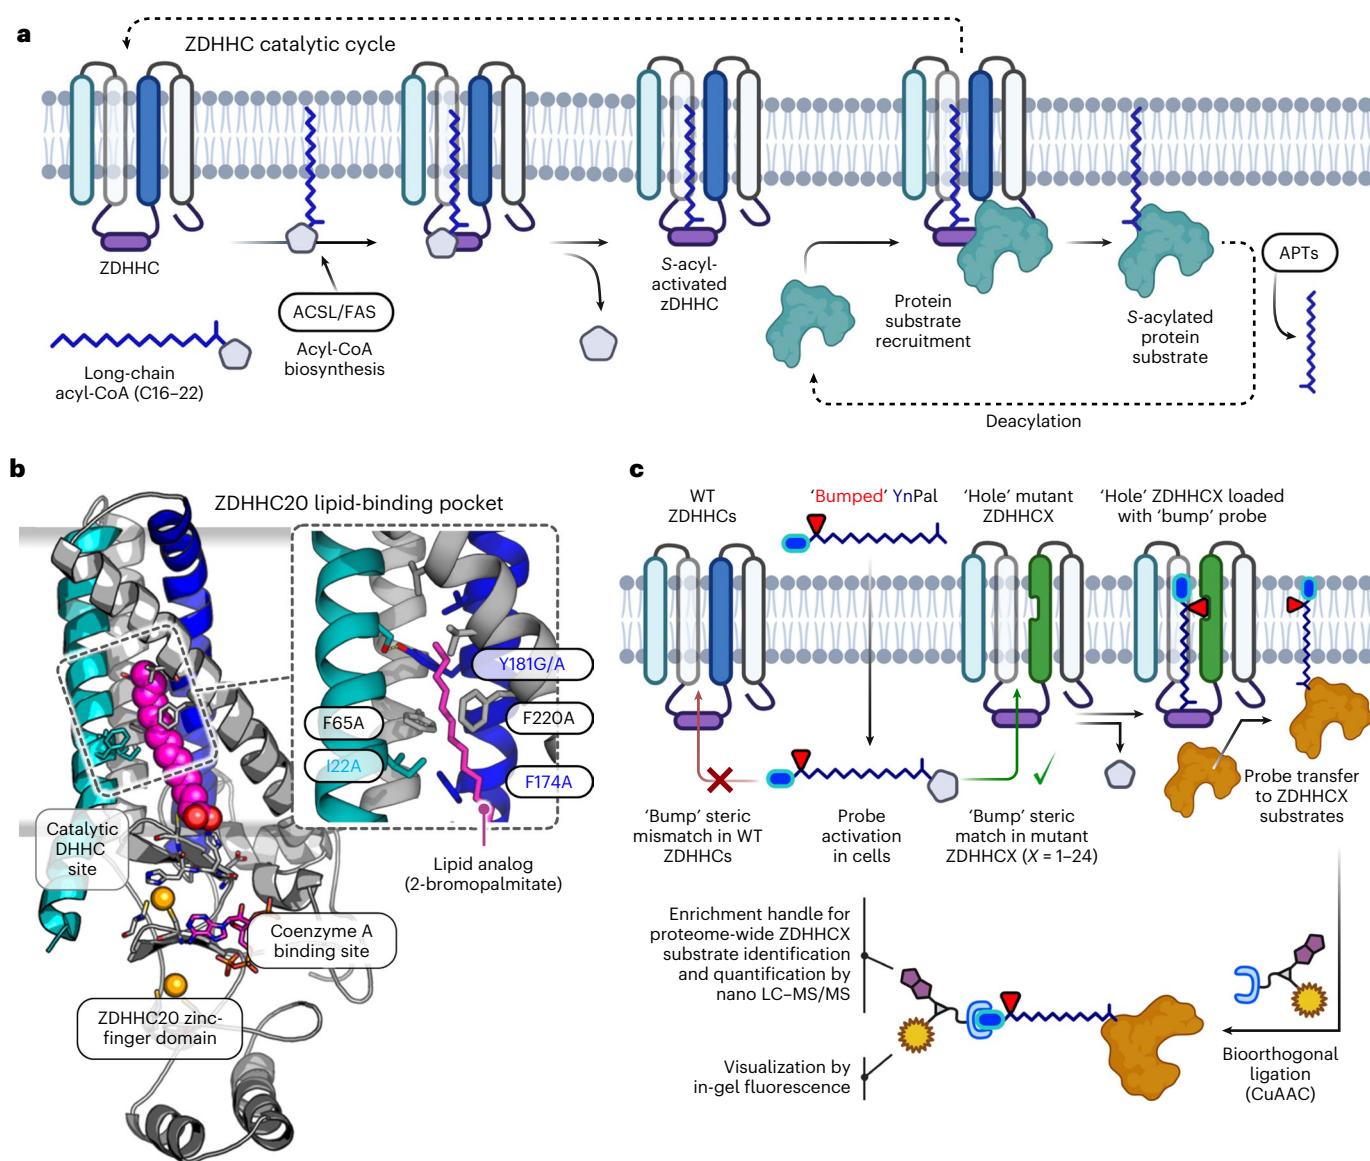 a
ZDHHC catalytic cycle
ZDHHC
ACSL/FAS
Acyl-CoA
biosynthesis
Long-chain
acyl-CoA (C16–22)
S-acyl-
activated
zDHHC
Protein
substrate
recruitment
S-acylated
protein
substrate
APTs
Deacylation
b
ZDHHC20 lipid-binding pocket
Y181G/A
F65A
F220A
I22A
F174A
Catalytic
DHHC
site
Lipid analog
(2-bromopalmitate)
Coenzyme A
binding site
ZDHHC20 zinc-
finger domain
c
WT
ZDHHCs
‘Bumped’ YnPal
‘Hole’ mutant
ZDHHCX
‘Hole’ ZDHHCX loaded
with ‘bump’ probe
‘Bump’ steric
mismatch in WT
ZDHHCs
Probe
activation
in cells
‘Bump’ steric
match in mutant
ZDHHCX (X = 1–24)
Probe transfer
to ZDHHCX
substrates
Enrichment handle for
proteome-wide ZDHHCX
substrate identification
and quantification by
nano LC–MS/MS
Visualization by
in-gel fluorescence
Bioorthogonal
ligation
(CuAAC)